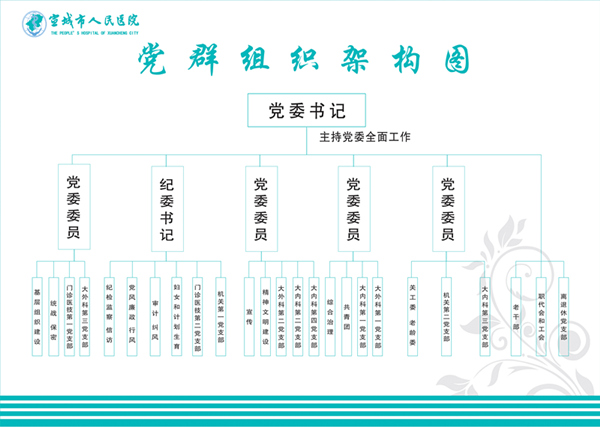 宣城市人民医院
THE PEOPLE'S HOSPITAL OF XUANCHENG CITY
党群组织架构图
党委书记
主持党委全面工作
党委委员
纪委书记
党委委员
党委委员
党委委员
基层组织建设
统战 保密
门诊医技第一党支部
大外科第三党支部
纪检监察 信访
党风廉政 行风
审计 纠风
妇女和计划生育
门诊医技第二党支部
机关第一党支部
宣传
精神文明建设
大外科第二党支部
大内科第二党支部
大内科第四党支部
综合治理
共青团
大内科第一党支部
大外科第一党支部
关工委 老龄委
机关第二党支部
大内科第三党支部
老干部
职代会和工会
离退休党支部